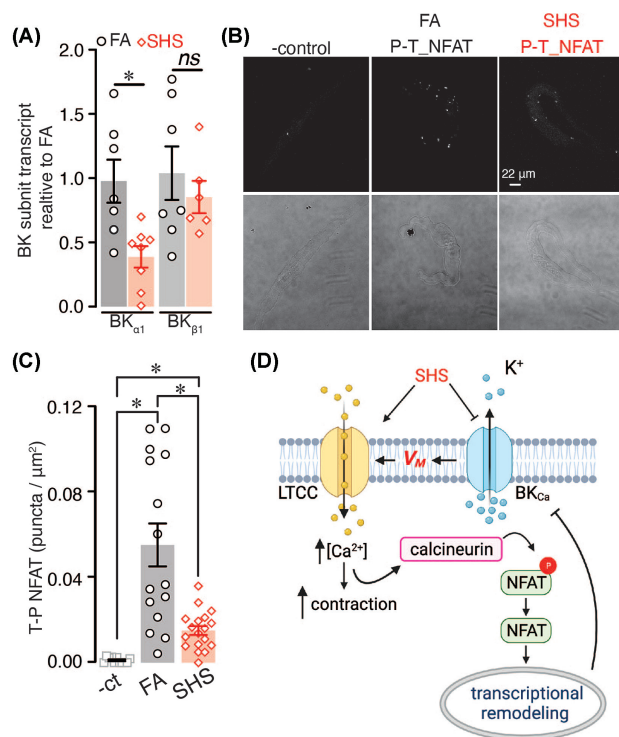 (A)
FA SHS
* ns
BK subunit transcript
realtive to FA
2.0
1.5
1.0
0.5
0.0
BKα1 BKβ1
(B)
-control
FA
P-T_NFAT
SHS
P-T_NFAT
22 µm
(C)
*
* *
T-P NFAT (puncta / µm²)
0.12
0.08
0.04
0.00
-ct FA SHS
(D)
SHS
K⁺
VM
LTCC
BKCa
[Ca²⁺]
contraction
calcineurin
P
NFAT
NFAT
transcriptional
remodeling